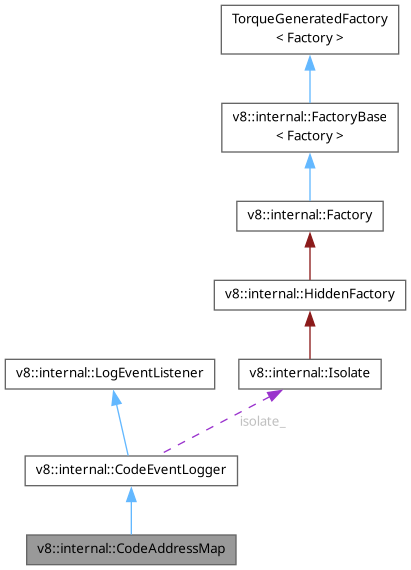 TorqueGeneratedFactory
< Factory >
v8::internal::FactoryBase
< Factory >
v8::internal::Factory
v8::internal::HiddenFactory
v8::internal::LogEventListener
v8::internal::Isolate
isolate_
v8::internal::CodeEventLogger
v8::internal::CodeAddressMap